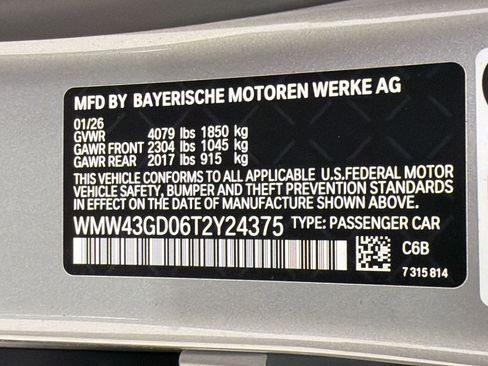 MFD BY BAYERISCHE MOTOREN WERKE AG
01/26
GVWR 4079 lbs 1850 kg
GAWR FRONT 2304 lbs 1045 kg
GAWR REAR 2017 lbs 915 kg
THIS VEHICLE CONFORMS TO ALL APPLICABLE U.S.FEDERAL MOTOR
VEHICLE SAFETY, BUMPER AND THEFT PREVENTION STANDARDS
IN EFFECT ON THE DATE OF MANUFACTURE SHOWN ABOVE.
WMW43GD06T2Y24375 TYPE: PASSENGER CAR
C6B
7 315 814